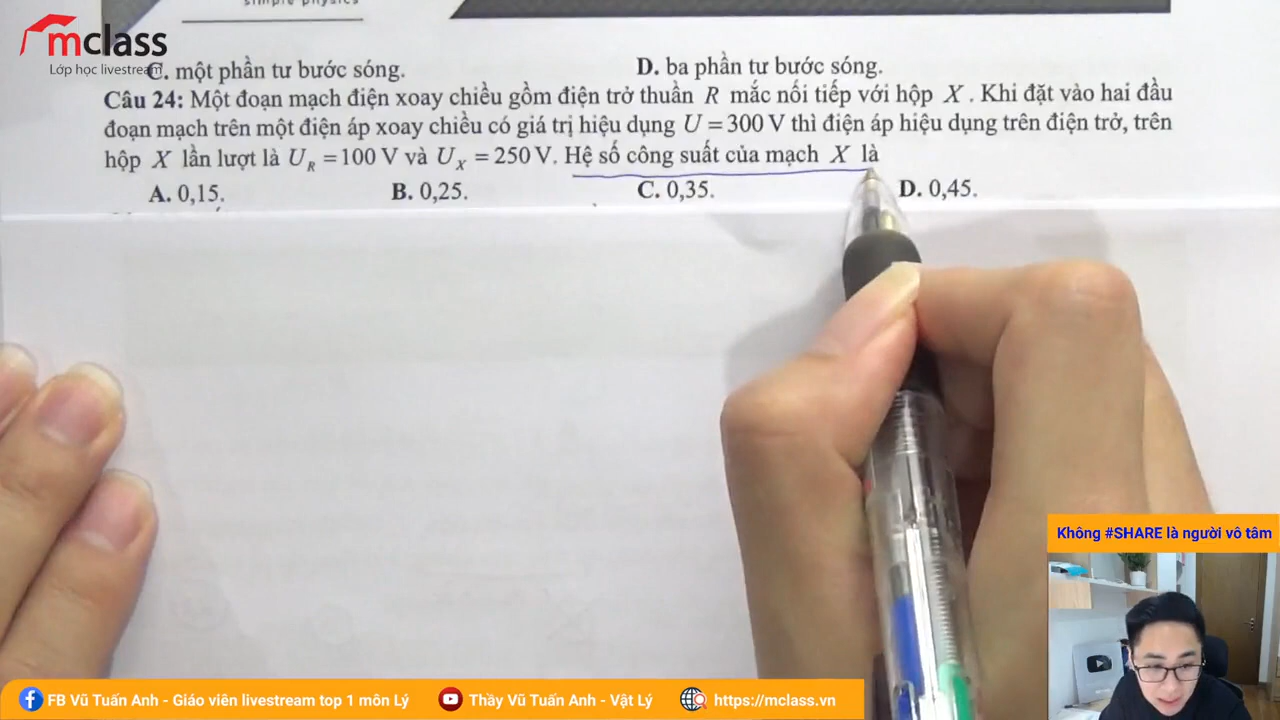 simple physics
mclass
Lớp học livestream
C. một phần tư bước sóng. D. ba phần tư bước sóng.
Câu 24: Một đoạn mạch điện xoay chiều gồm điện trở thuần R mắc nối tiếp với hộp X . Khi đặt vào hai đầu
đoạn mạch trên một điện áp xoay chiều có giá trị hiệu dụng U = 300 V thì điện áp hiệu dụng trên điện trở, trên
hộp X lần lượt là U_R = 100 V và U_X = 250 V. Hệ số công suất của mạch X là
A. 0,15. B. 0,25. C. 0,35. D. 0,45.
Không #SHARE là người vô tâm
FB Vũ Tuấn Anh - Giáo viên livestream top 1 môn Lý Thầy Vũ Tuấn Anh - Vật Lý https://mclass.vn